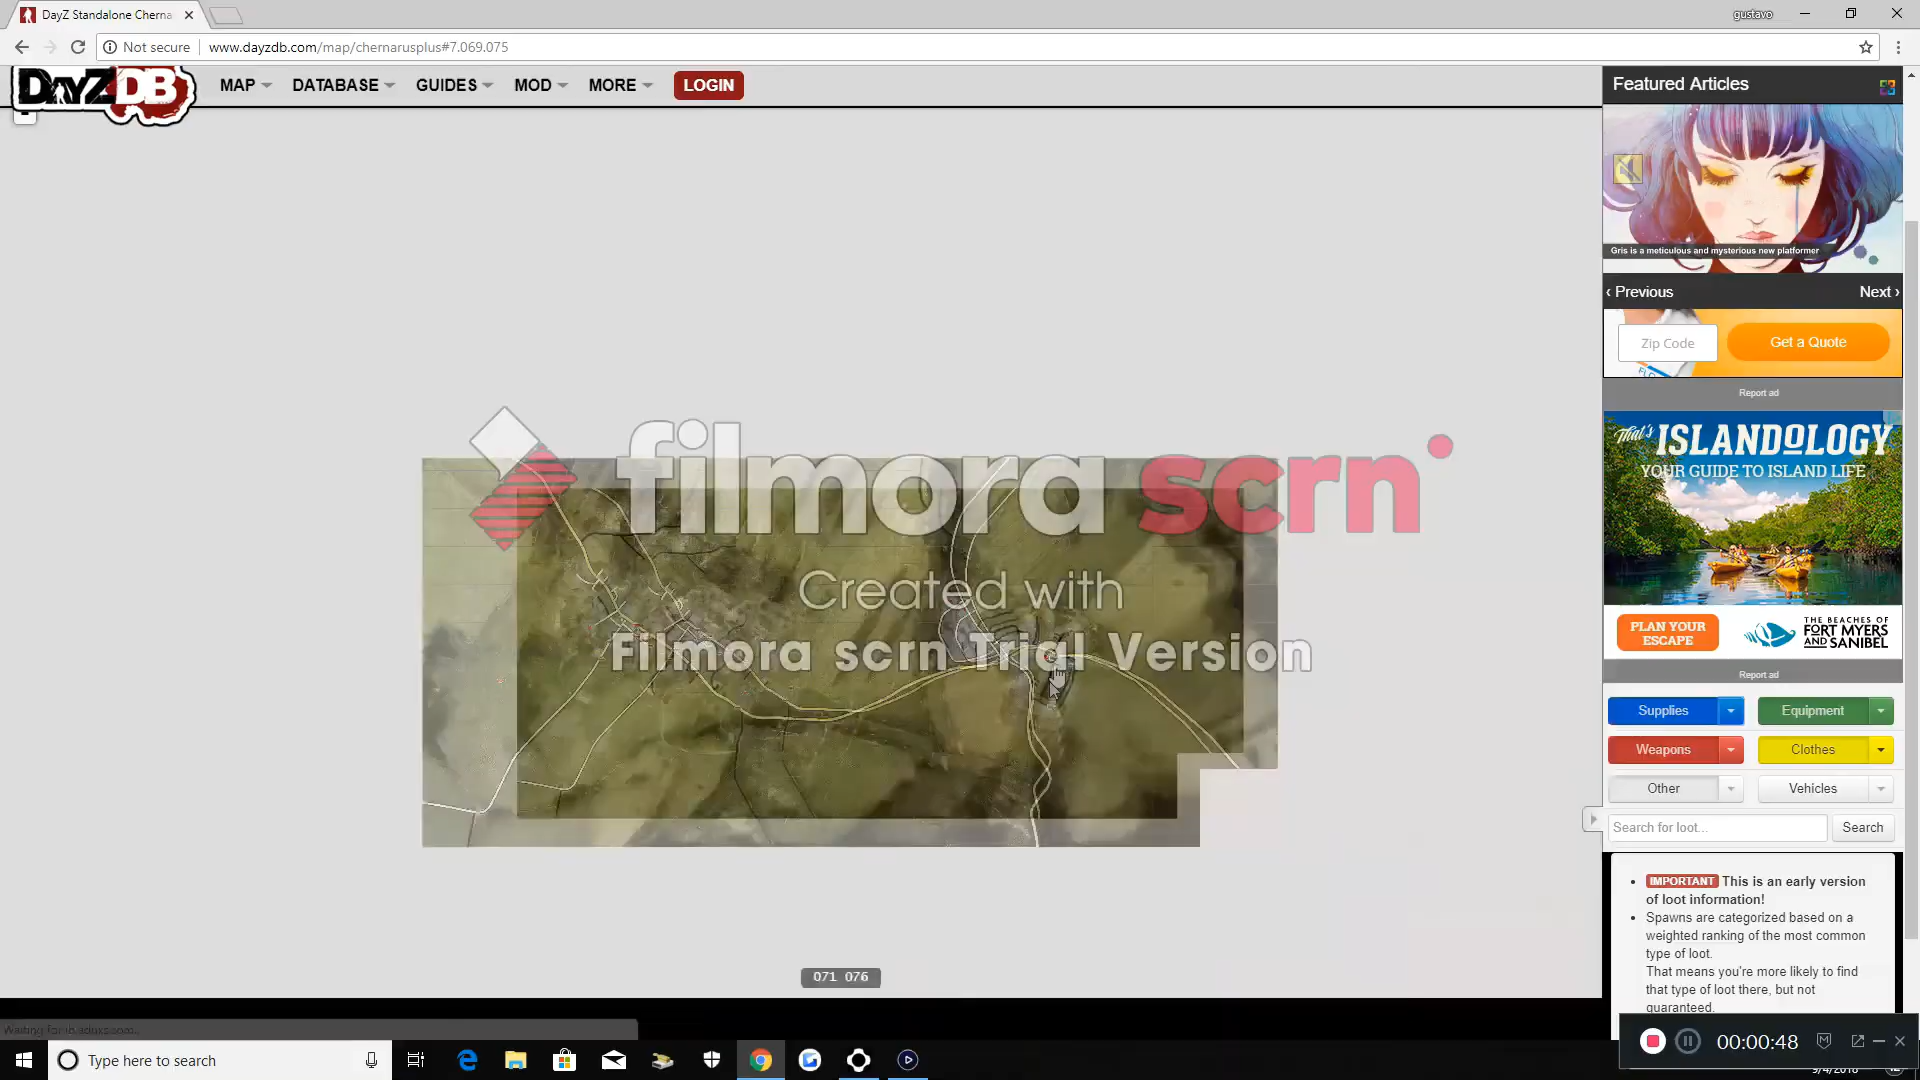 DayZ Standalone Cherna
gustavo
Not secure
www.dayzdb.com/map/chernarusplus#7.069.075
DAYZDB
MAP
DATABASE
GUIDES
MOD
MORE
LOGIN
Featured Articles
Gris is a meticulous and mysterious new platformer
‹ Previous
Next ›
Zip Code
Get a Quote
Report ad
That's ISLANDOLOGY
YOUR GUIDE TO ISLAND LIFE
PLAN YOUR
ESCAPE
THE BEACHES OF
FORT MYERS
AND SANIBEL
Report ad
filmora scrn
Created with
Filmora scrn Trial Version
Supplies
Equipment
Weapons
Clothes
Other
Vehicles
Search for loot...
Search
IMPORTANT This is an early version
of loot information!
Spawns are categorized based on a
weighted ranking of the most common
type of loot.
That means you're more likely to find
that type of loot there, but not
guaranteed.
071 076
Type here to search
00:00:48
9/4/2018